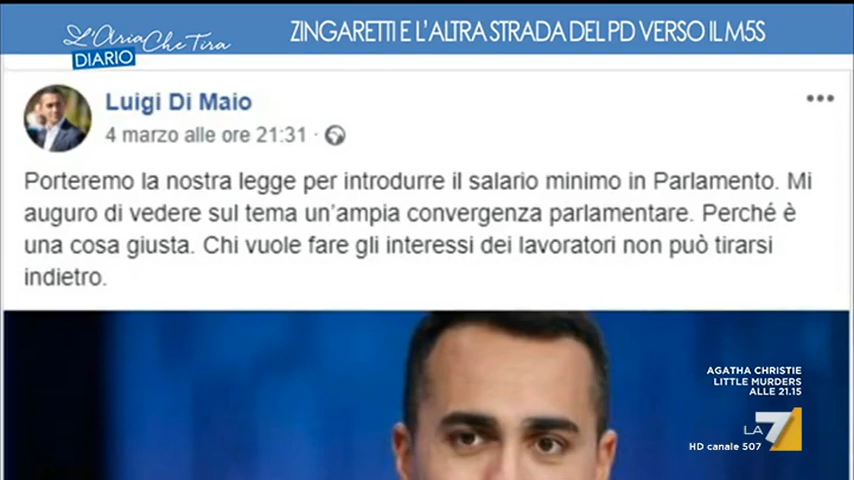 L'Aria Che Tira
DIARIO
ZINGARETTI E L'ALTRA STRADA DEL PD VERSO IL M5S
Luigi Di Maio
4 marzo alle ore 21:31 ·
Porteremo la nostra legge per introdurre il salario minimo in Parlamento. Mi
auguro di vedere sul tema un'ampia convergenza parlamentare. Perché è
una cosa giusta. Chi vuole fare gli interessi dei lavoratori non può tirarsi
indietro.
AGATHA CHRISTIE
LITTLE MURDERS
ALLE 21.15
LA7
HD canale 507